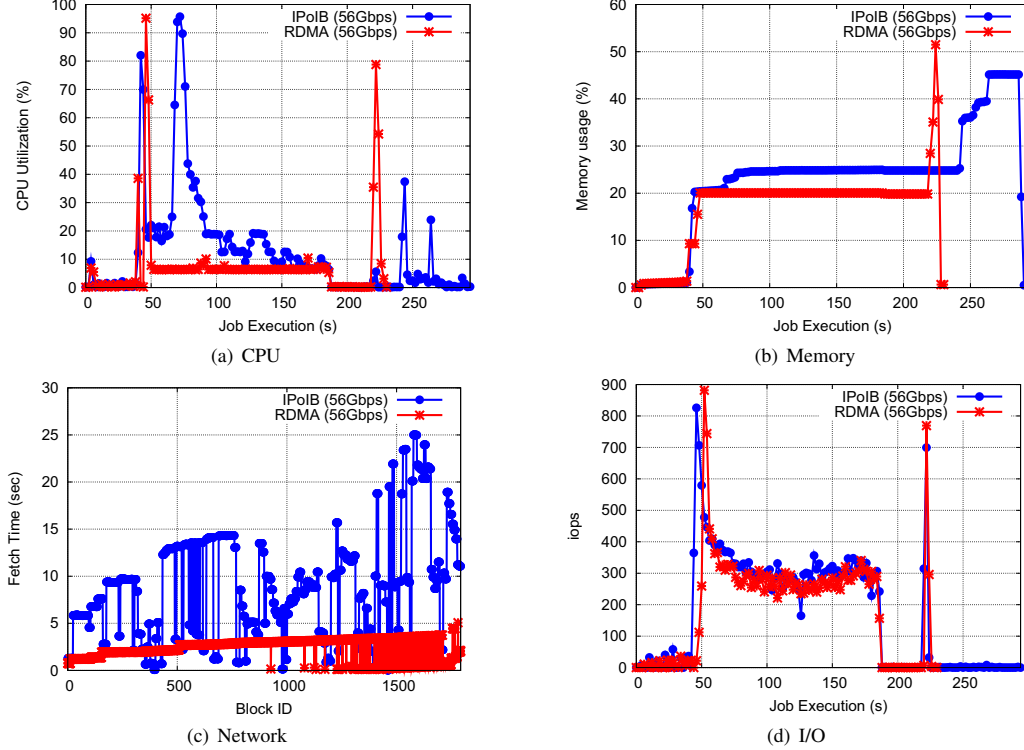 100
90
80
70
60
50
40
30
20
10
0
CPU Utilization (%)
IPoIB (56Gbps)
RDMA (56Gbps)
0 50 100 150 200 250
Job Execution (s)
(a) CPU
60
50
40
30
20
10
0
Memory usage (%)
IPoIB (56Gbps)
RDMA (56Gbps)
0 50 100 150 200 250
Job Execution (s)
(b) Memory
30
25
20
15
10
5
0
Fetch Time (sec)
IPoIB (56Gbps)
RDMA (56Gbps)
0 500 1000 1500
Block ID
(c) Network
900
800
700
600
500
400
300
200
100
0
iops
IPoIB (56Gbps)
RDMA (56Gbps)
0 50 100 150 200 250
Job Execution (s)
(d) I/O